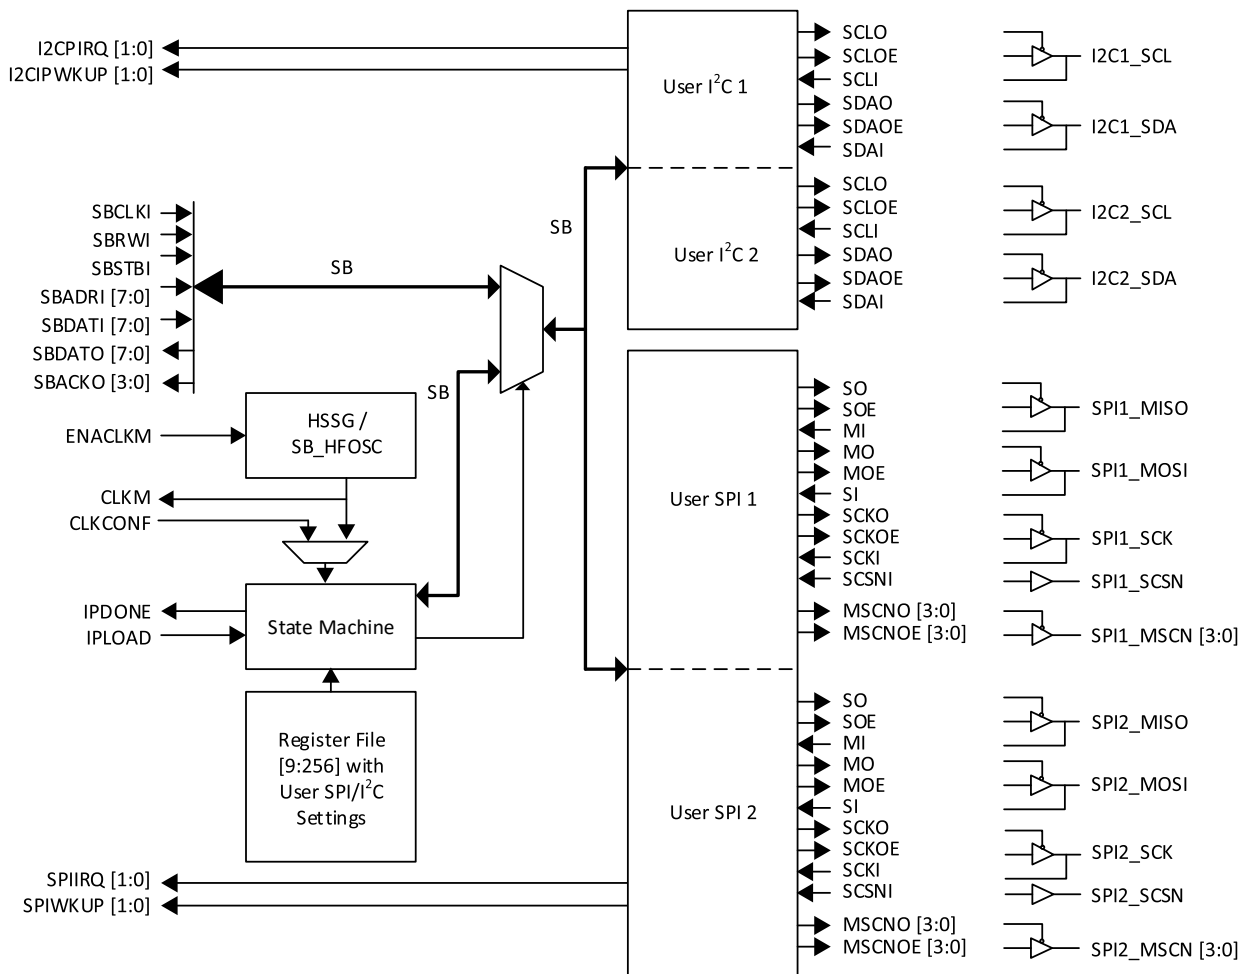 I2CPIRQ [1:0]
I2CIPWKUP [1:0]
SBCLKI
SBRWI
SBSTBI
SBADRI [7:0]
SBDATI [7:0]
SBDATO [7:0]
SBACKO [3:0]
SB
SB
SB
ENACLKM
HSSG /
SB_HFOSC
CLKM
CLKCONF
IPDONE
IPLOAD
State Machine
Register File
[9:256] with
User SPI/I²C
Settings
SPIIRQ [1:0]
SPIWKUP [1:0]
User I²C 1
User I²C 2
User SPI 1
User SPI 2
SCLO
SCLOE
SCLI
SDAO
SDAOE
SDAI
SCLO
SCLOE
SCLI
SDAO
SDAOE
SDAI
SO
SOE
MI
MO
MOE
SI
SCKO
SCKOE
SCKI
SCSNI
MSCNO [3:0]
MSCNOE [3:0]
SO
SOE
MI
MO
MOE
SI
SCKO
SCKOE
SCKI
SCSNI
MSCNO [3:0]
MSCNOE [3:0]
I2C1_SCL
I2C1_SDA
I2C2_SCL
I2C2_SDA
SPI1_MISO
SPI1_MOSI
SPI1_SCK
SPI1_SCSN
SPI1_MSCN [3:0]
SPI2_MISO
SPI2_MOSI
SPI2_SCK
SPI2_SCSN
SPI2_MSCN [3:0]